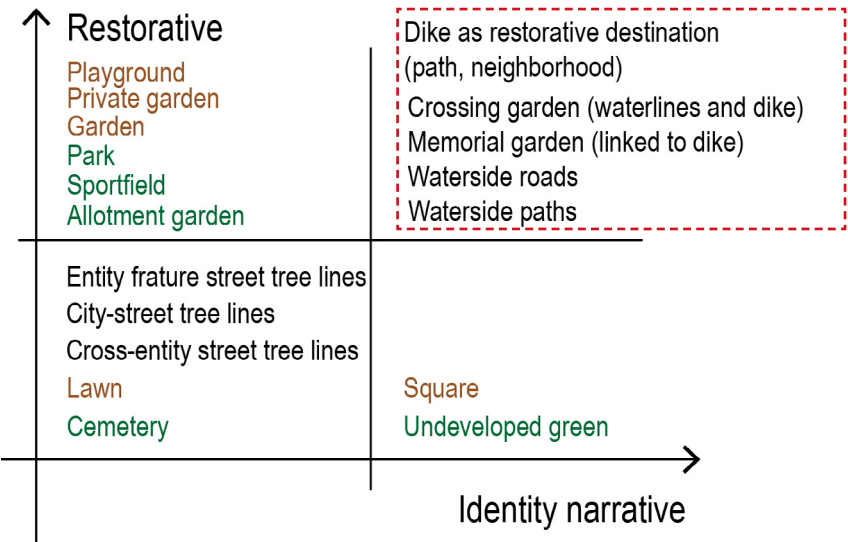 Restorative
Playground
Private garden
Garden
Park
Sportfield
Allotment garden
Dike as restorative destination
(path, neighborhood)
Crossing garden (waterlines and dike)
Memorial garden (linked to dike)
Waterside roads
Waterside paths
Entity frature street tree lines
City-street tree lines
Cross-entity street tree lines
Lawn
Cemetery
Square
Undeveloped green
Identity narrative